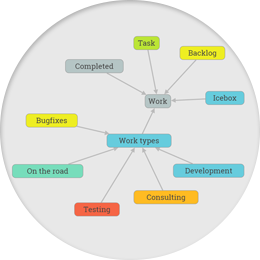 Task
Backlog
Completed
Icebox
Work
Bugfixes
Work types
On the road
Development
Consulting
Testing